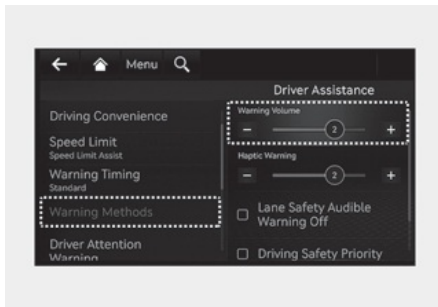 Menu
Driver Assistance
Driving Convenience
Speed Limit
Speed Limit Assist
Warning Timing
Standard
Warning Methods
Driver Attention
Warning
Warning Volume
− 2 +
Haptic Warning
− 2 +
Lane Safety Audible
Warning Off
Driving Safety Priority